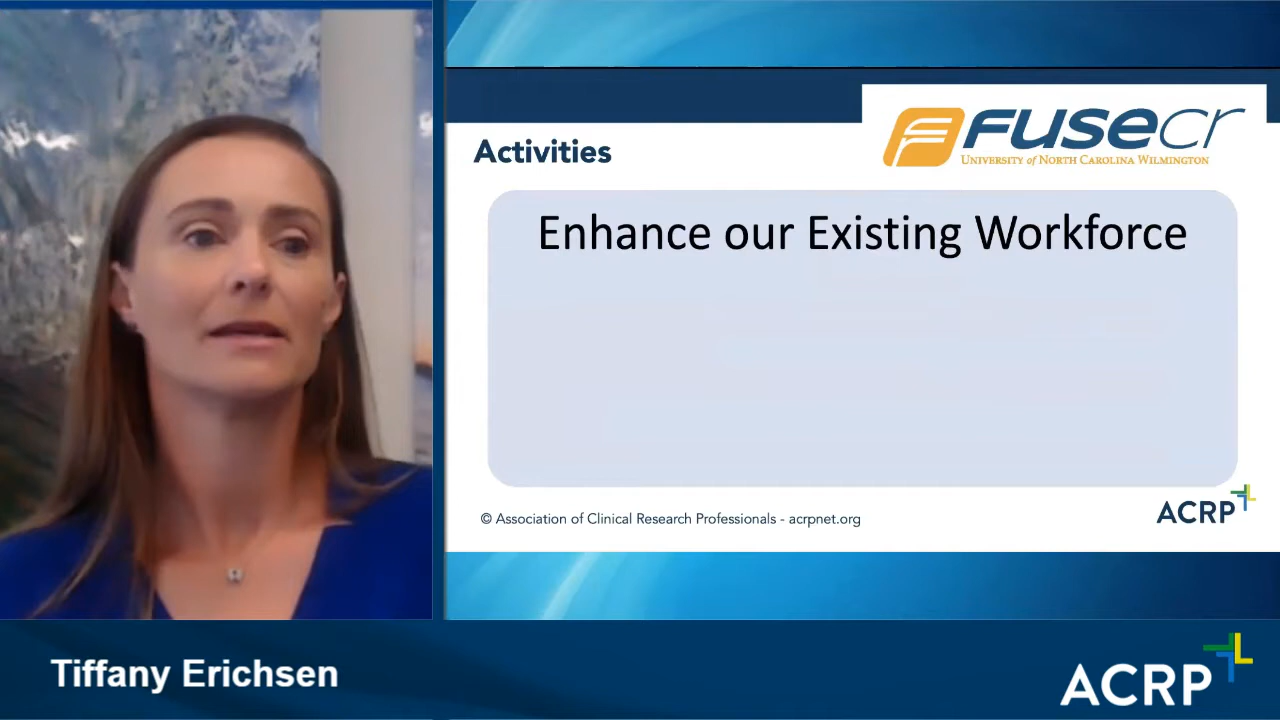 FUSEcr
UNIVERSITY of NORTH CAROLINA WILMINGTON
Activities
Enhance our Existing Workforce
© Association of Clinical Research Professionals - acrpnet.org
ACRP
Tiffany Erichsen
ACRP